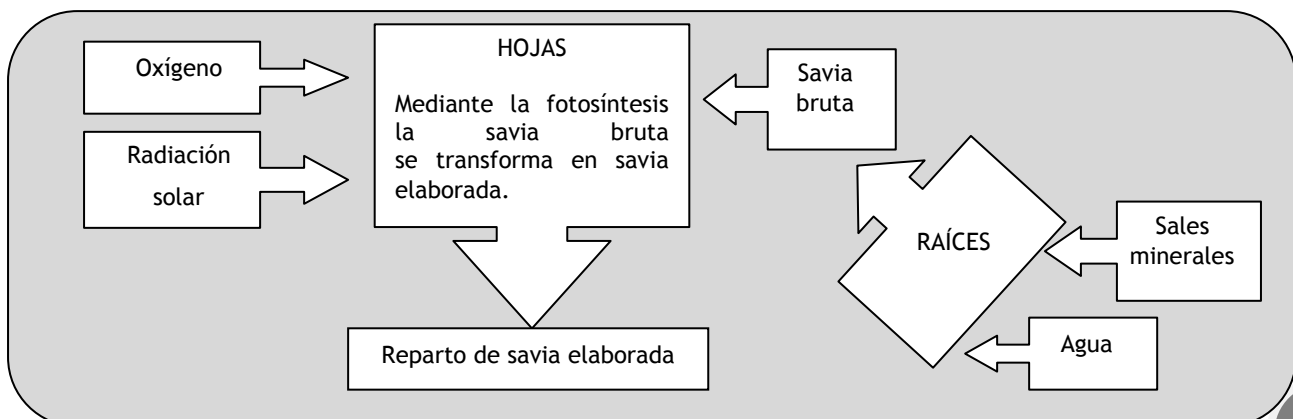 Oxígeno
Radiación
solar
HOJAS
Mediante la fotosíntesis
la savia bruta
se transforma en savia
elaborada.
Savia
bruta
RAÍCES
Sales
minerales
Agua
Reparto de savia elaborada